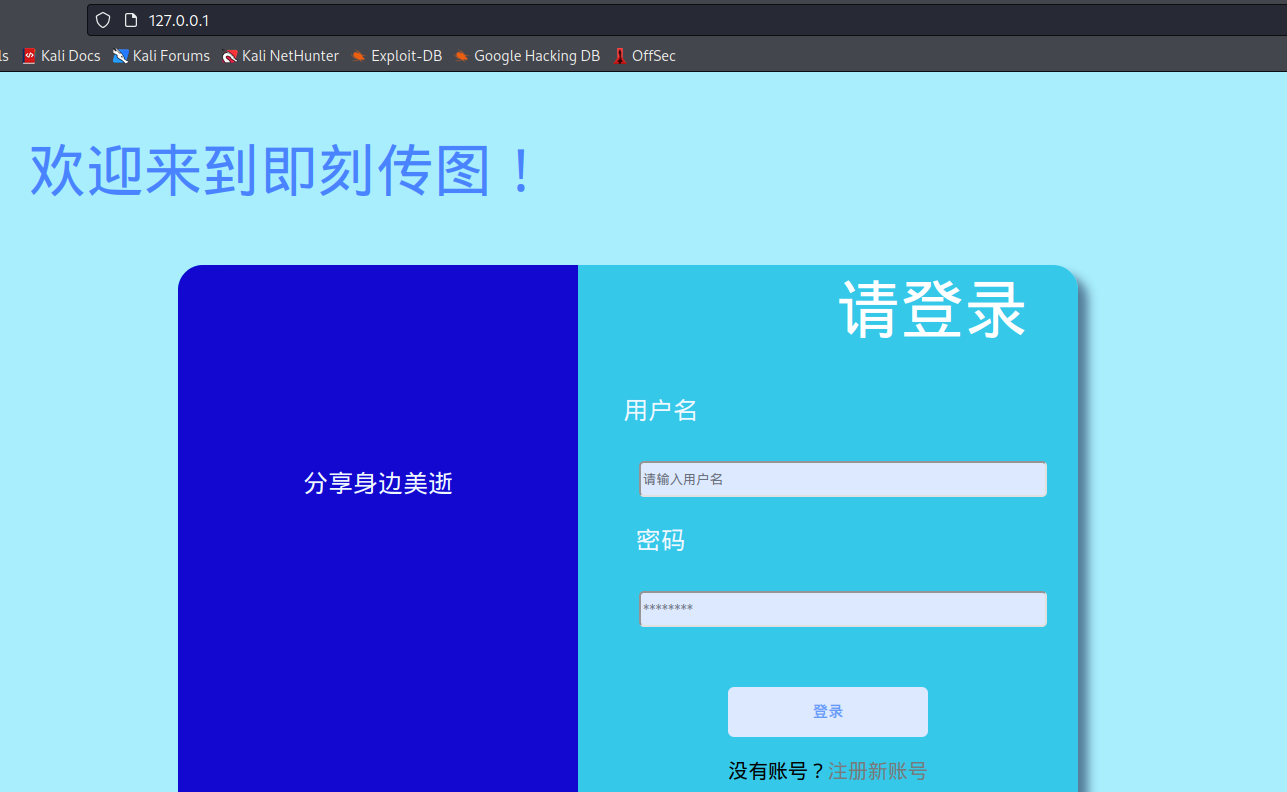 127.0.0.1
ls Kali Docs Kali Forums Kali NetHunter Exploit-DB Google Hacking DB OffSec
欢迎来到即刻传图！
请登录
用户名
请输入用户名
分享身边美逝
密码
********
登录
没有账号？注册新账号